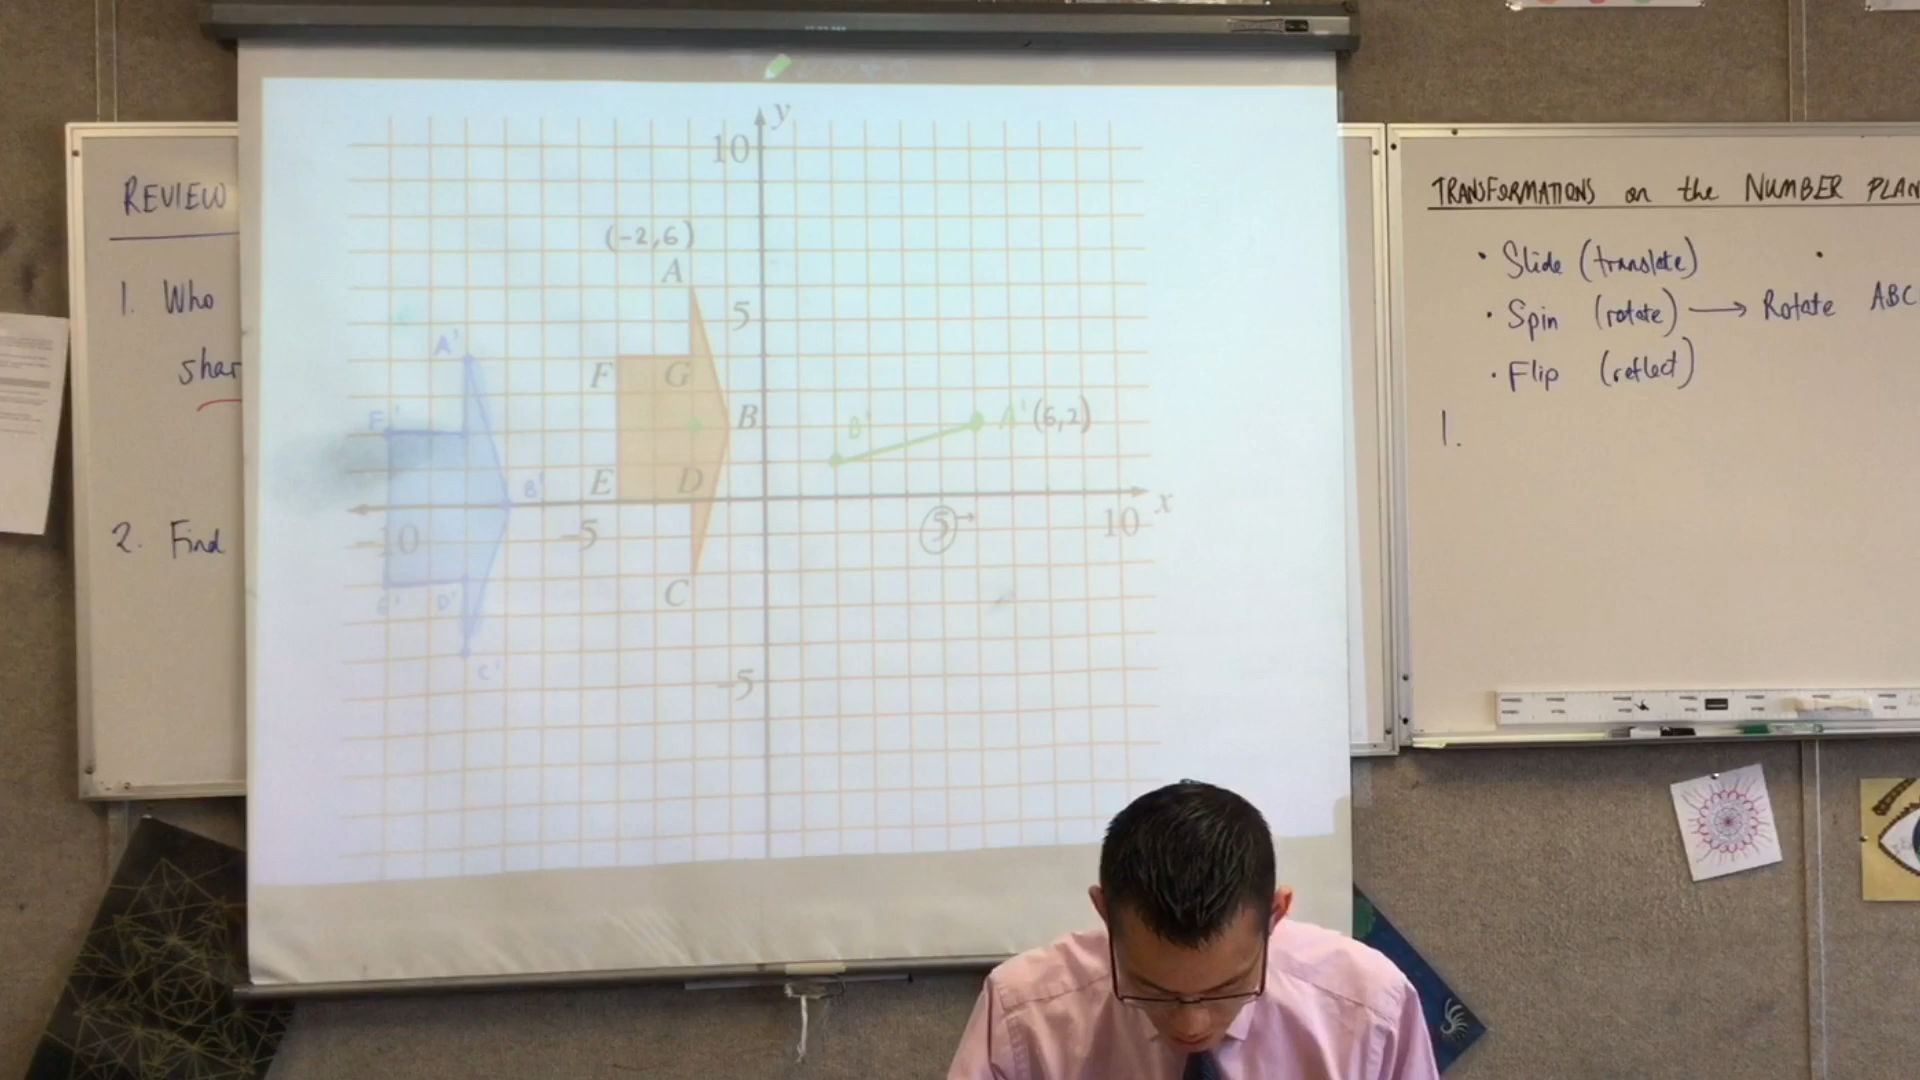 REVIEW
1. Who
shar
2. Find
y
10
(-2,6)
A
5
A'
F G
B
B' A' (6,2)
F'
E D
B'
x
-10 -5 5 10
C
E' D'
C'
-5
TRANSFORMATIONS on the NUMBER PLAN
• Slide (translate)
• Spin (rotate) → Rotate ABC
• Flip (reflect)
1.